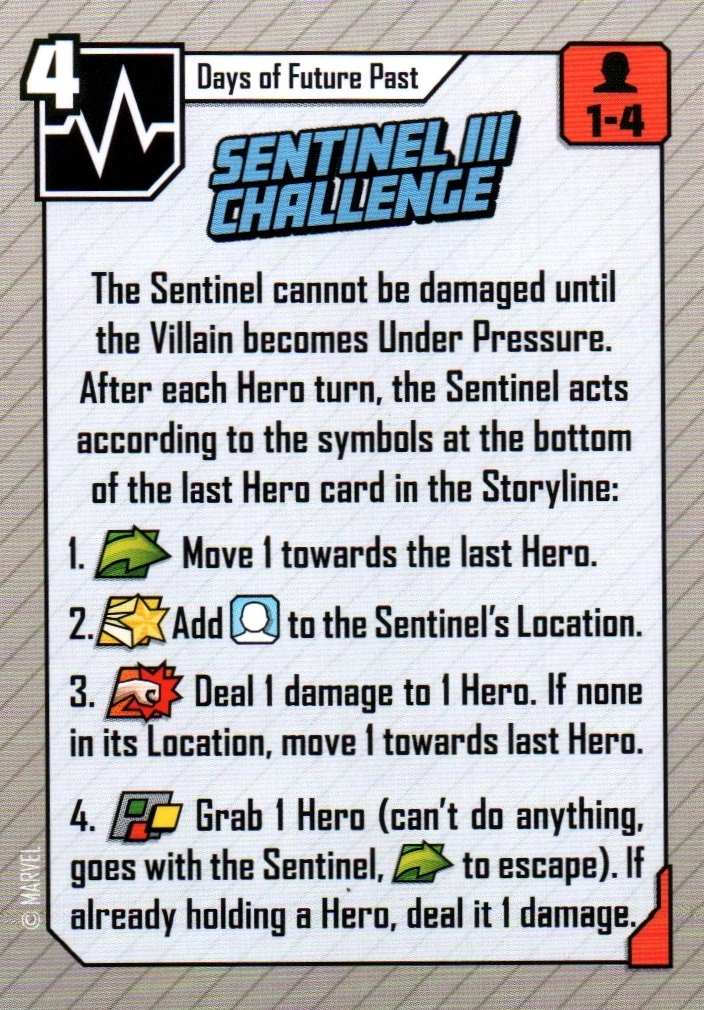 4
Days of Future Past
1-4
SENTINEL III
CHALLENGE
The Sentinel cannot be damaged until
the Villain becomes Under Pressure.
After each Hero turn, the Sentinel acts
according to the symbols at the bottom
of the last Hero card in the Storyline:
1. Move 1 towards the last Hero.
2. Add to the Sentinel's Location.
3. Deal 1 damage to 1 Hero. If none
in its Location, move 1 towards last Hero.
4. Grab 1 Hero (can't do anything,
goes with the Sentinel, to escape). If
already holding a Hero, deal it 1 damage.
© MARVEL